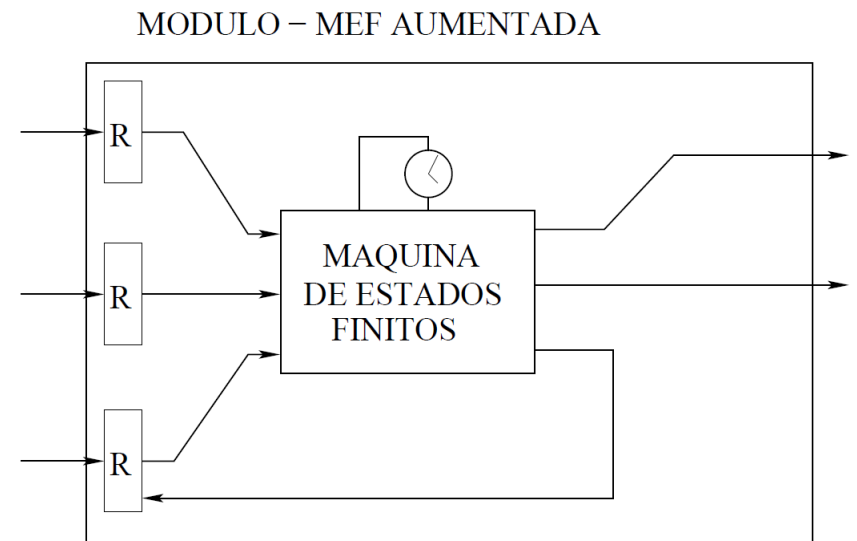 MODULO − MEF AUMENTADA
R
R
R
MAQUINA
DE ESTADOS
FINITOS